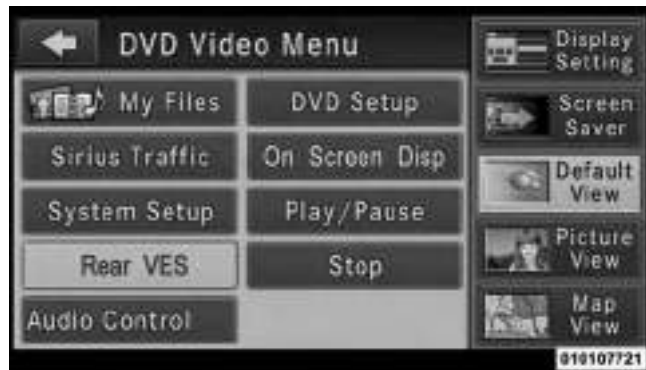 DVD Video Menu
My Files
DVD Setup
Sirius Traffic
On Screen Disp
System Setup
Play/Pause
Rear VES
Stop
Audio Control
Display
Setting
Screen
Saver
Default
View
Picture
View
Map
View
010107721